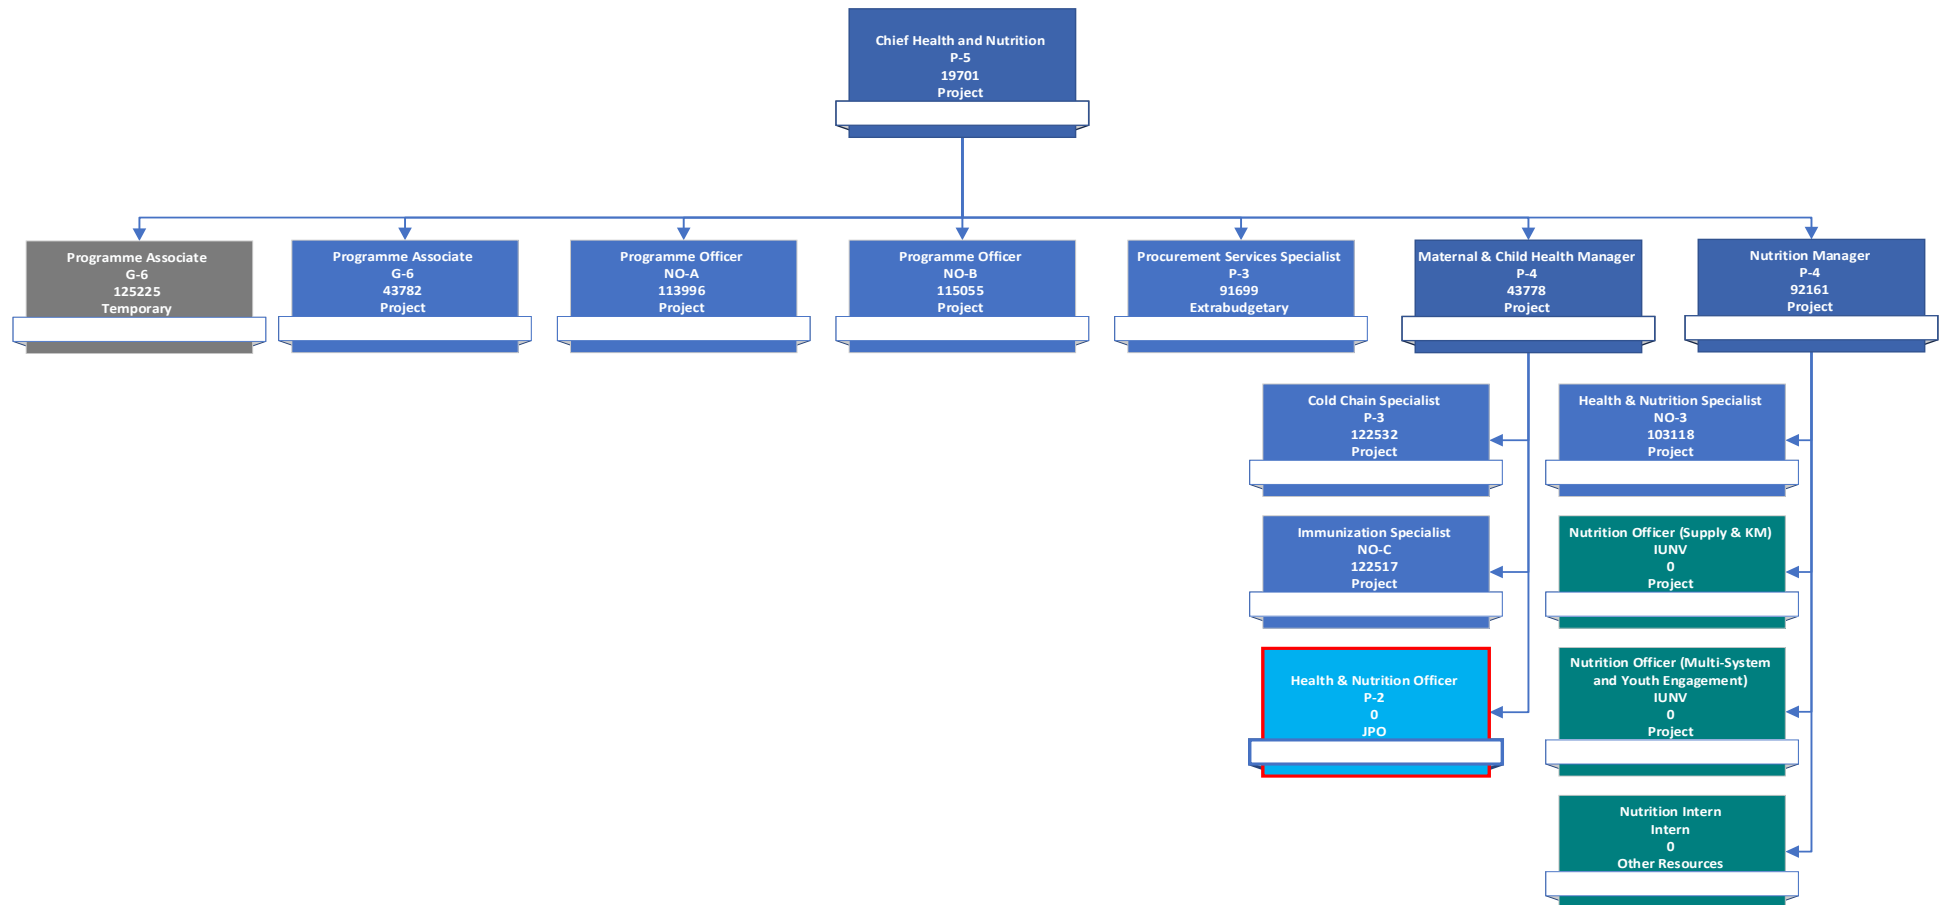 Chief Health and Nutrition
P-5
19701
Project
Programme Associate
G-6
125225
Temporary
Programme Associate
G-6
43782
Project
Programme Officer
NO-A
113996
Project
Programme Officer
NO-B
115055
Project
Procurement Services Specialist
P-3
91699
Extrabudgetary
Maternal & Child Health Manager
P-4
43778
Project
Nutrition Manager
P-4
92161
Project
Cold Chain Specialist
P-3
122532
Project
Health & Nutrition Specialist
NO-3
103118
Project
Immunization Specialist
NO-C
122517
Project
Nutrition Officer (Supply & KM)
IUNV
0
Project
Health & Nutrition Officer
P-2
0
JPO
Nutrition Officer (Multi-System
and Youth Engagement)
IUNV
0
Project
Nutrition Intern
Intern
0
Other Resources